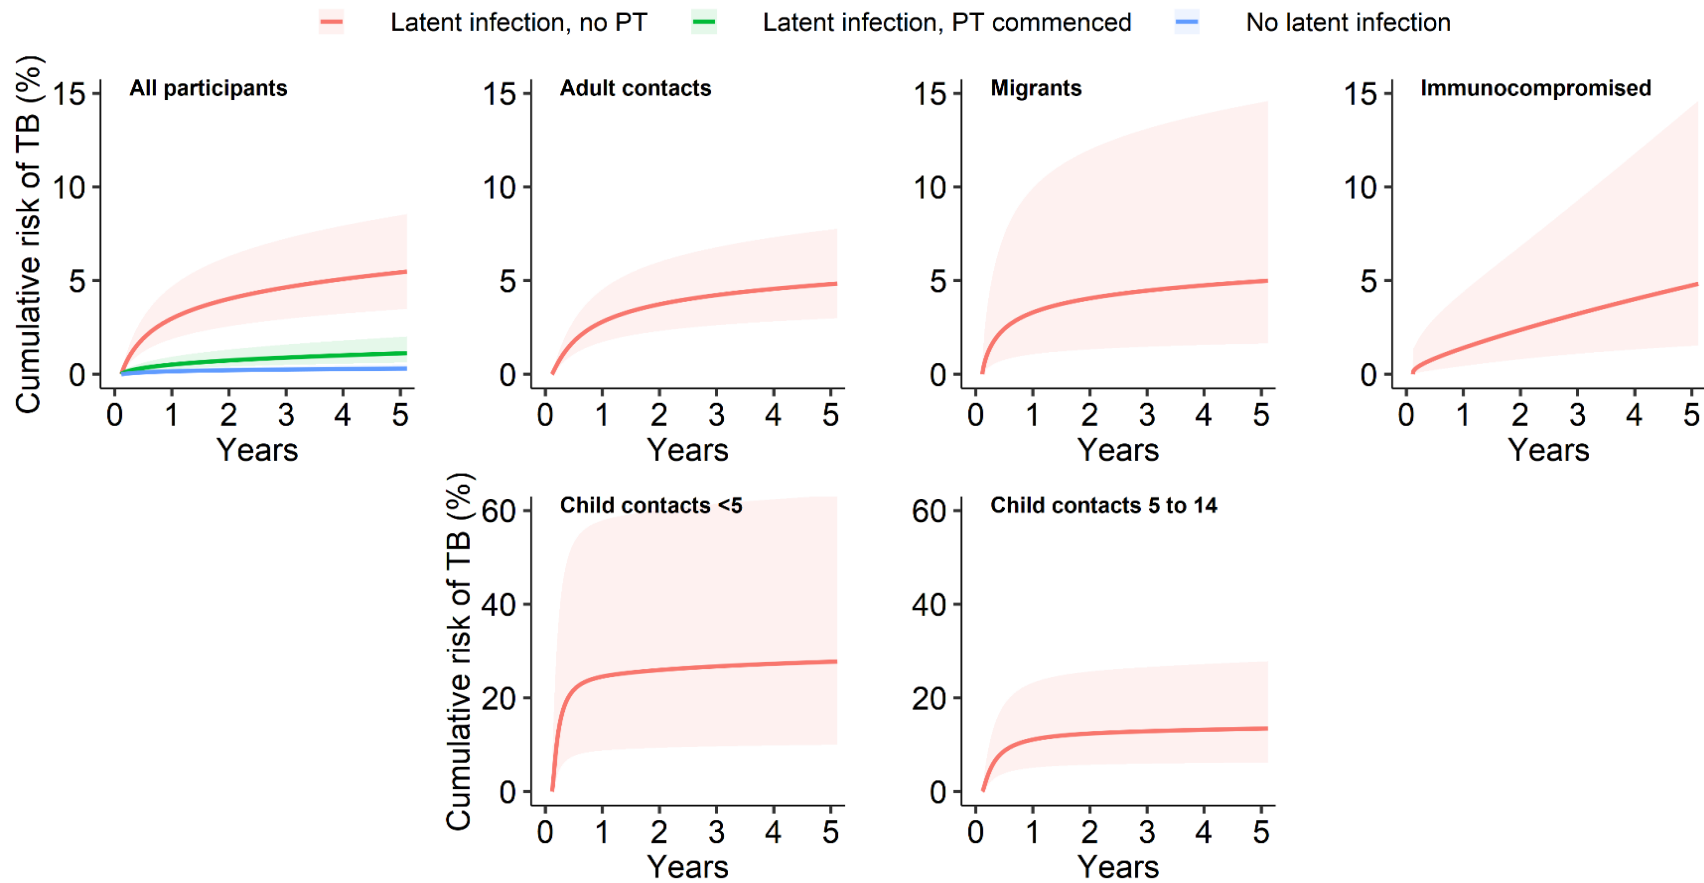 Latent infection, no PT Latent infection, PT commenced No latent infection
Cumulative risk of TB (%)
All participants
15
10
5
0
0 1 2 3 4 5
Years
Adult contacts
15
10
5
0
0 1 2 3 4 5
Years
Migrants
15
10
5
0
0 1 2 3 4 5
Years
Immunocompromised
15
10
5
0
0 1 2 3 4 5
Years
Cumulative risk of TB (%)
Child contacts <5
60
40
20
0
0 1 2 3 4 5
Years
Child contacts 5 to 14
60
40
20
0
0 1 2 3 4 5
Years